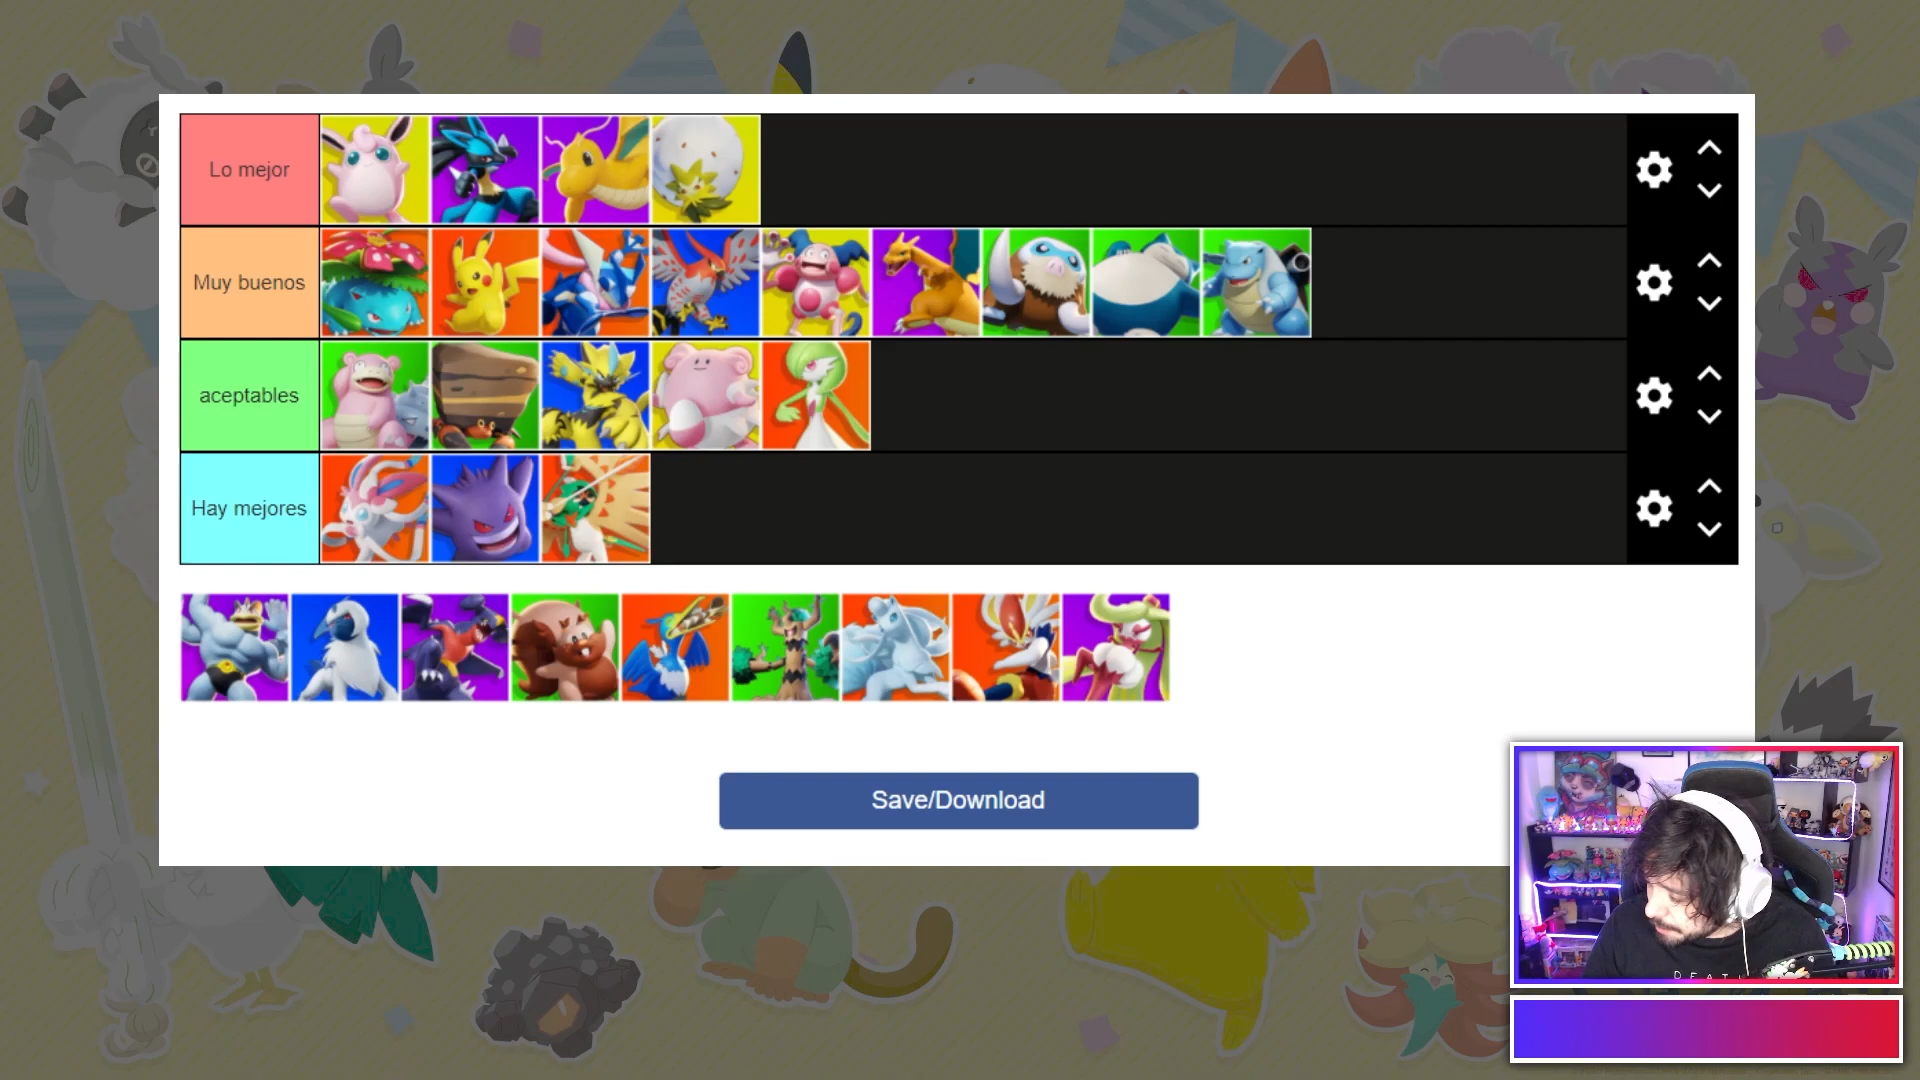 Lo mejor
Muy buenos
aceptables
Hay mejores
Save/Download